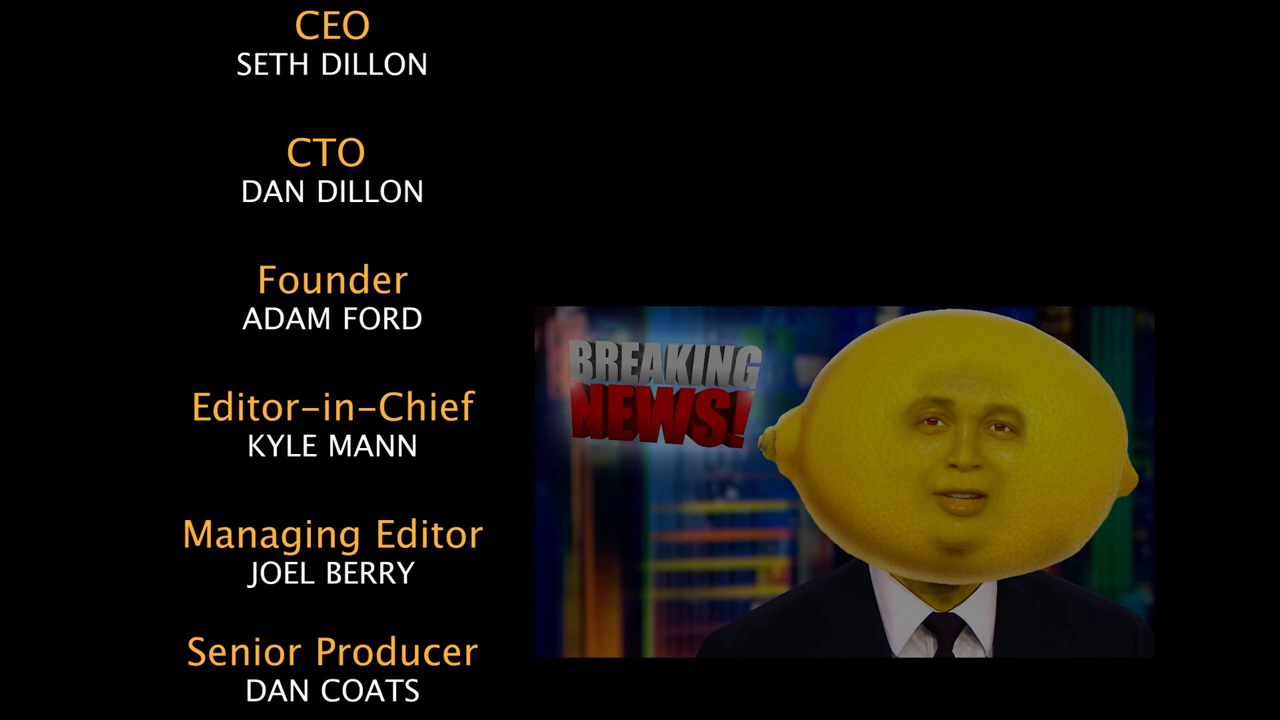 CEO
SETH DILLON
CTO
DAN DILLON
Founder
ADAM FORD
Editor-in-Chief
KYLE MANN
Managing Editor
JOEL BERRY
Senior Producer
DAN COATS
BREAKING
NEWS!